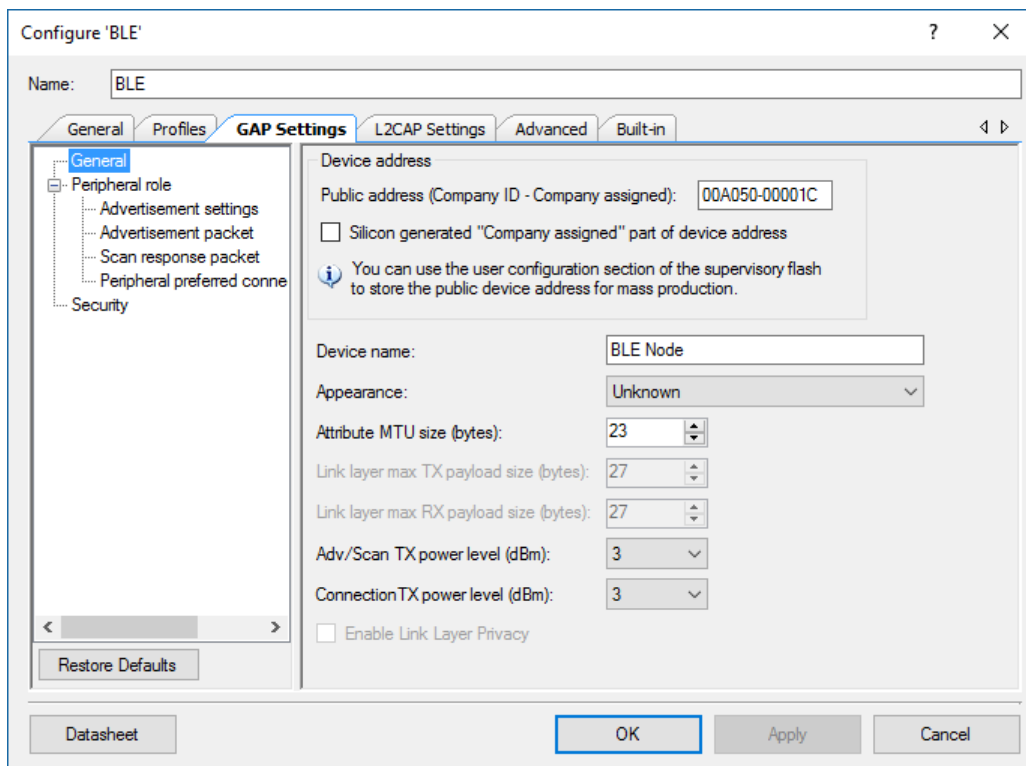 Configure 'BLE'
?
Name: BLE
General Profiles GAP Settings L2CAP Settings Advanced Built-in
General
Peripheral role
Advertisement settings
Advertisement packet
Scan response packet
Peripheral preferred conne
Security
Restore Defaults
Device address
Public address (Company ID - Company assigned): 00A050-00001C
Silicon generated "Company assigned" part of device address
You can use the user configuration section of the supervisory flash
to store the public device address for mass production.
Device name: BLE Node
Appearance: Unknown
Attribute MTU size (bytes): 23
Link layer max TX payload size (bytes): 27
Link layer max RX payload size (bytes): 27
Adv/Scan TX power level (dBm): 3
ConnectionTX power level (dBm): 3
Enable Link Layer Privacy
Datasheet OK Apply Cancel